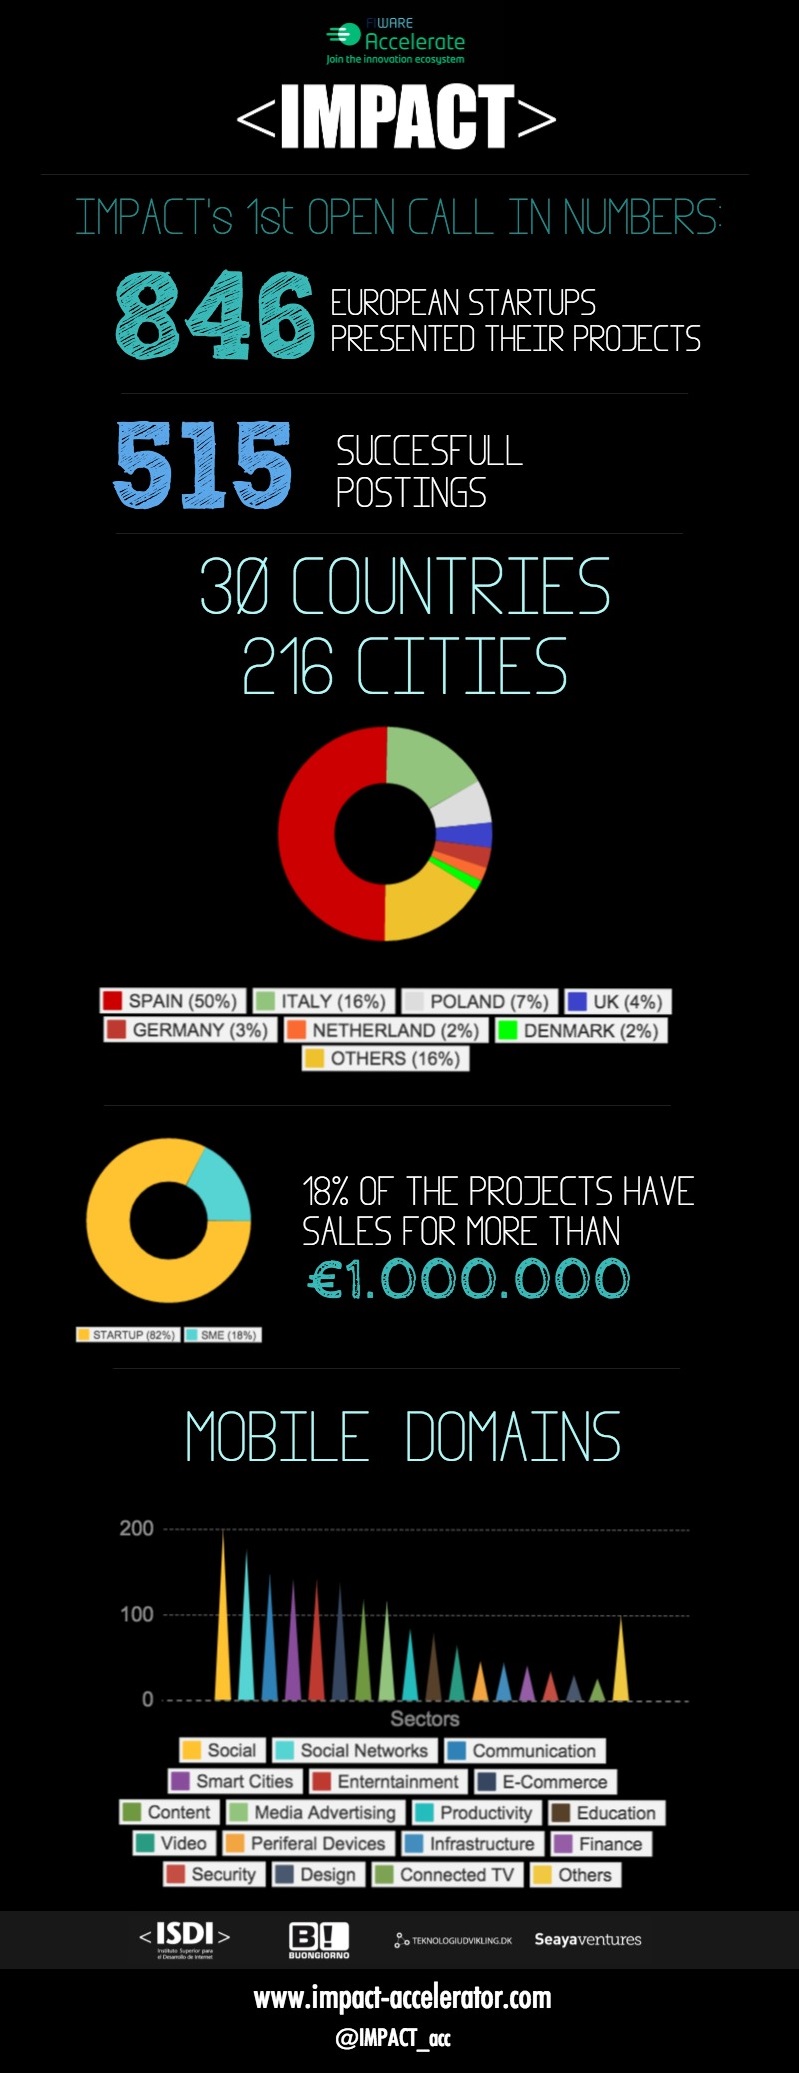 FIWARE
Accelerate
Join the innovation ecosystem
<IMPACT>
IMPACT's 1st OPEN CALL IN NUMBERS:
846 EUROPEAN STARTUPS
PRESENTED THEIR PROJECTS
515 SUCCESFULL
POSTINGS
30 COUNTRIES
216 CITIES
SPAIN (50%) ITALY (16%) POLAND (7%) UK (4%)
GERMANY (3%) NETHERLAND (2%) DENMARK (2%)
OTHERS (16%)
18% OF THE PROJECTS HAVE
SALES FOR MORE THAN
€1.000.000
STARTUP (82%) SME (18%)
MOBILE DOMAINS
200
100
0
Sectors
Social Social Networks Communication
Smart Cities Enterntainment E-Commerce
Content Media Advertising Productivity Education
Video Periferal Devices Infrastructure Finance
Security Design Connected TV Others
<ISDI>
Instituto Superior para
el Desarrollo de Internet
B!
BUONGIORNO
TEKNOLOGIUDVIKLING.DK
Seayaventures
www.impact-accelerator.com
@IMPACT_acc